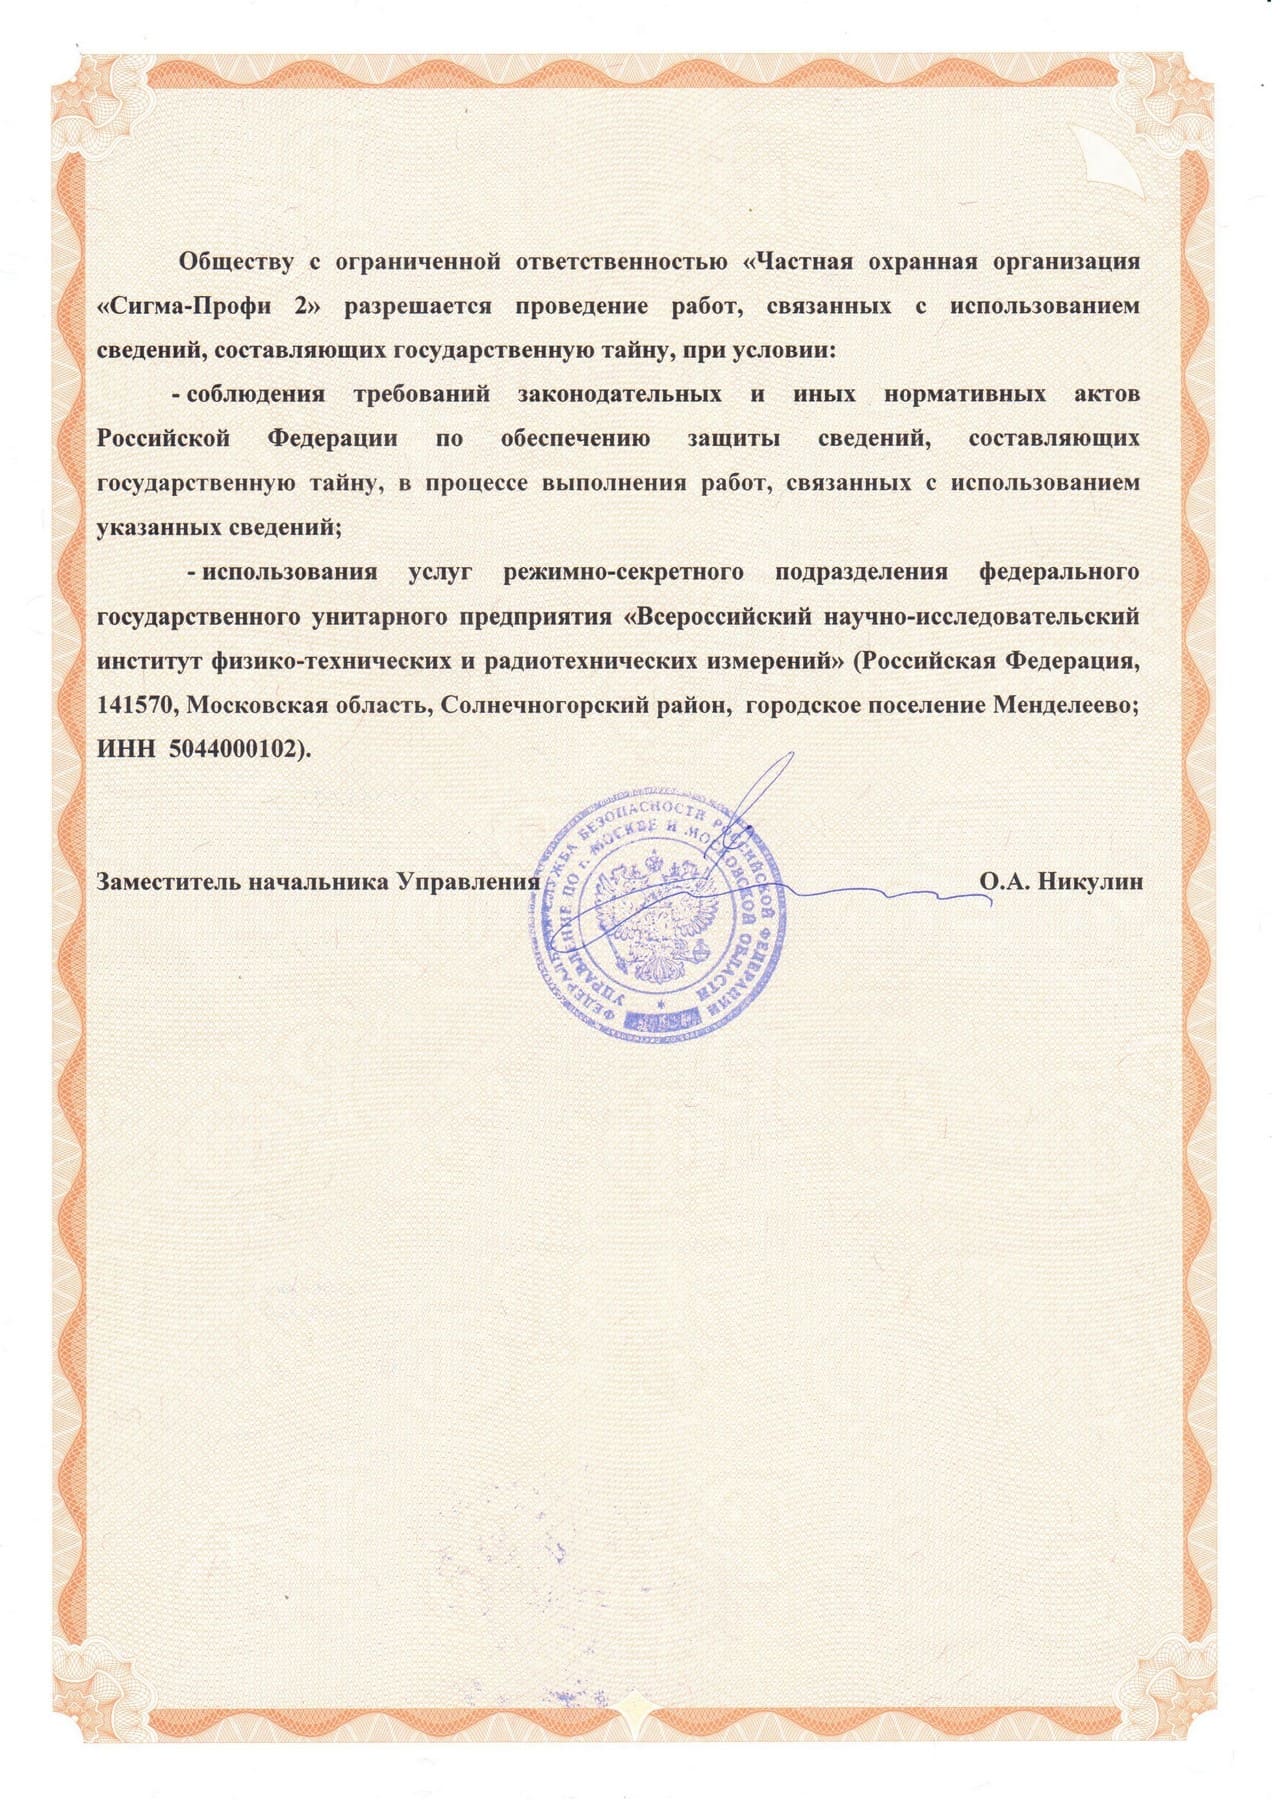 Обществу с ограниченной ответственностью «Частная охранная организация
«Сигма-Профи 2» разрешается проведение работ, связанных с использованием
сведений, составляющих государственную тайну, при условии:
- соблюдения требований законодательных и иных нормативных актов
Российской Федерации по обеспечению защиты сведений, составляющих
государственную тайну, в процессе выполнения работ, связанных с использованием
указанных сведений;
- использования услуг режимно-секретного подразделения федерального
государственного унитарного предприятия «Всероссийский научно-исследовательский
институт физико-технических и радиотехнических измерений» (Российская Федерация,
141570, Московская область, Солнечногорский район, городское поселение Менделеево;
ИНН 5044000102).
Заместитель начальника Управления О.А. Никулин
ФЕДЕРАЛЬНАЯ СЛУЖБА БЕЗОПАСНОСТИ РОССИЙСКОЙ ФЕДЕРАЦИИ
УПРАВЛЕНИЕ ПО Г. МОСКВЕ И МОСКОВСКОЙ ОБЛАСТИ